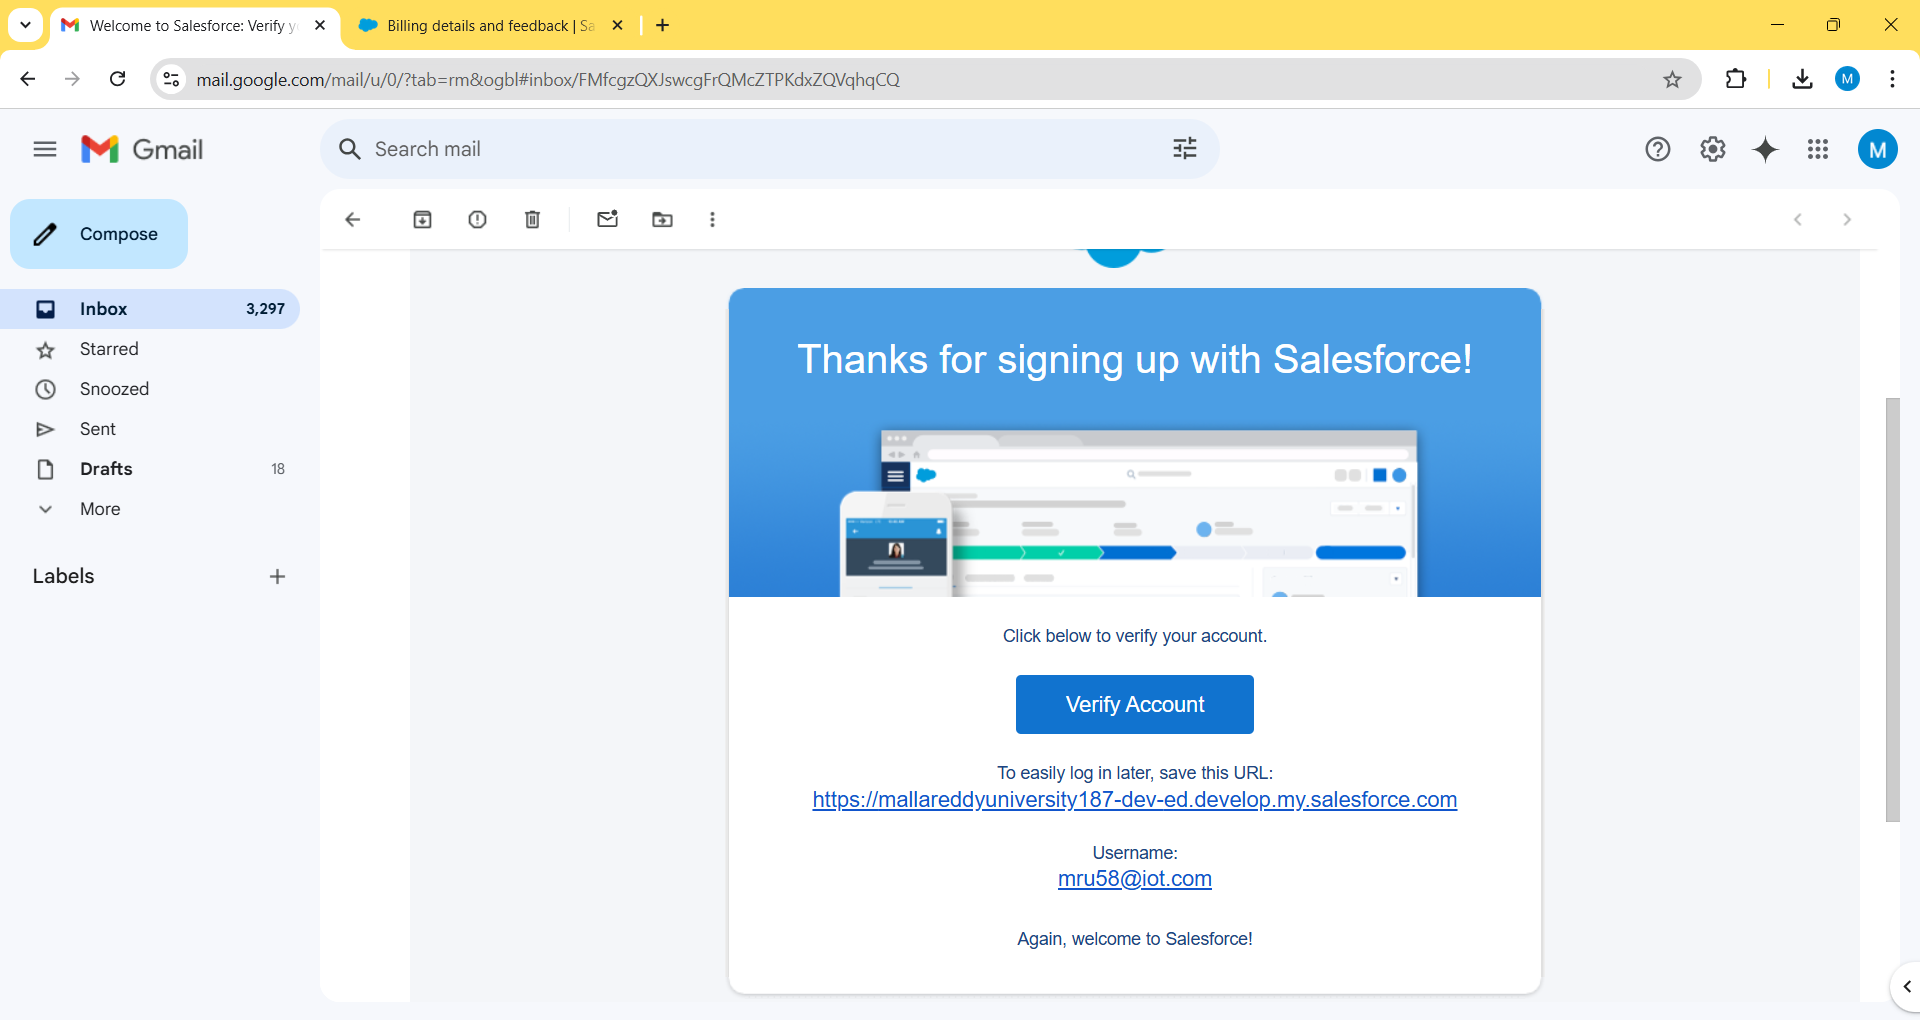 Welcome to Salesforce: Verify y
Billing details and feedback | Sa
mail.google.com/mail/u/0/?tab=rm&ogbl#inbox/FMfcgzQXJswcgFrQMcZTPKdxZQVqhqCQ
M
Gmail
Search mail
M
Compose
Inbox 3,297
Starred
Snoozed
Sent
Drafts 18
More
Labels
Thanks for signing up with Salesforce!
Click below to verify your account.
Verify Account
To easily log in later, save this URL:
https://mallareddyuniversity187-dev-ed.develop.my.salesforce.com
Username:
mru58@iot.com
Again, welcome to Salesforce!